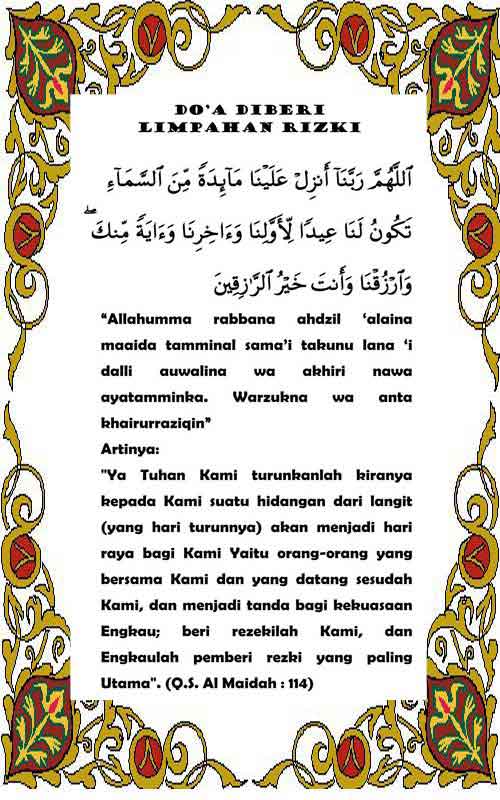 DO'A DIBERI
LIMPAHAN RIZKI
ٱللَّهُمَّ رَبَّنَآ أَنزِلْ عَلَيْنَا مَآئِدَةً مِّنَ ٱلسَّمَآءِ
تَكُونُ لَنَا عِيدًا لِّأَوَّلِنَا وَءَاخِرِنَا وَءَايَةً مِّنكَ ۖ
وَٱرْزُقْنَا وَأَنتَ خَيْرُ ٱلرَّٰزِقِينَ
“Allahumma rabbana ahdzil ‘alaina
maaida tamminal sama’i takunu lana ‘i
dalli auwalina wa akhiri nawa
ayatamminka. Warzukna wa anta
khairurraziqin”
Artinya:
"Ya Tuhan Kami turunkanlah kiranya
kepada Kami suatu hidangan dari langit
(yang hari turunnya) akan menjadi hari
raya bagi Kami Yaitu orang-orang yang
bersama Kami dan yang datang sesudah
Kami, dan menjadi tanda bagi kekuasaan
Engkau; beri rezekilah Kami, dan
Engkaulah pemberi rezki yang paling
Utama". (Q.S. Al Maidah : 114)